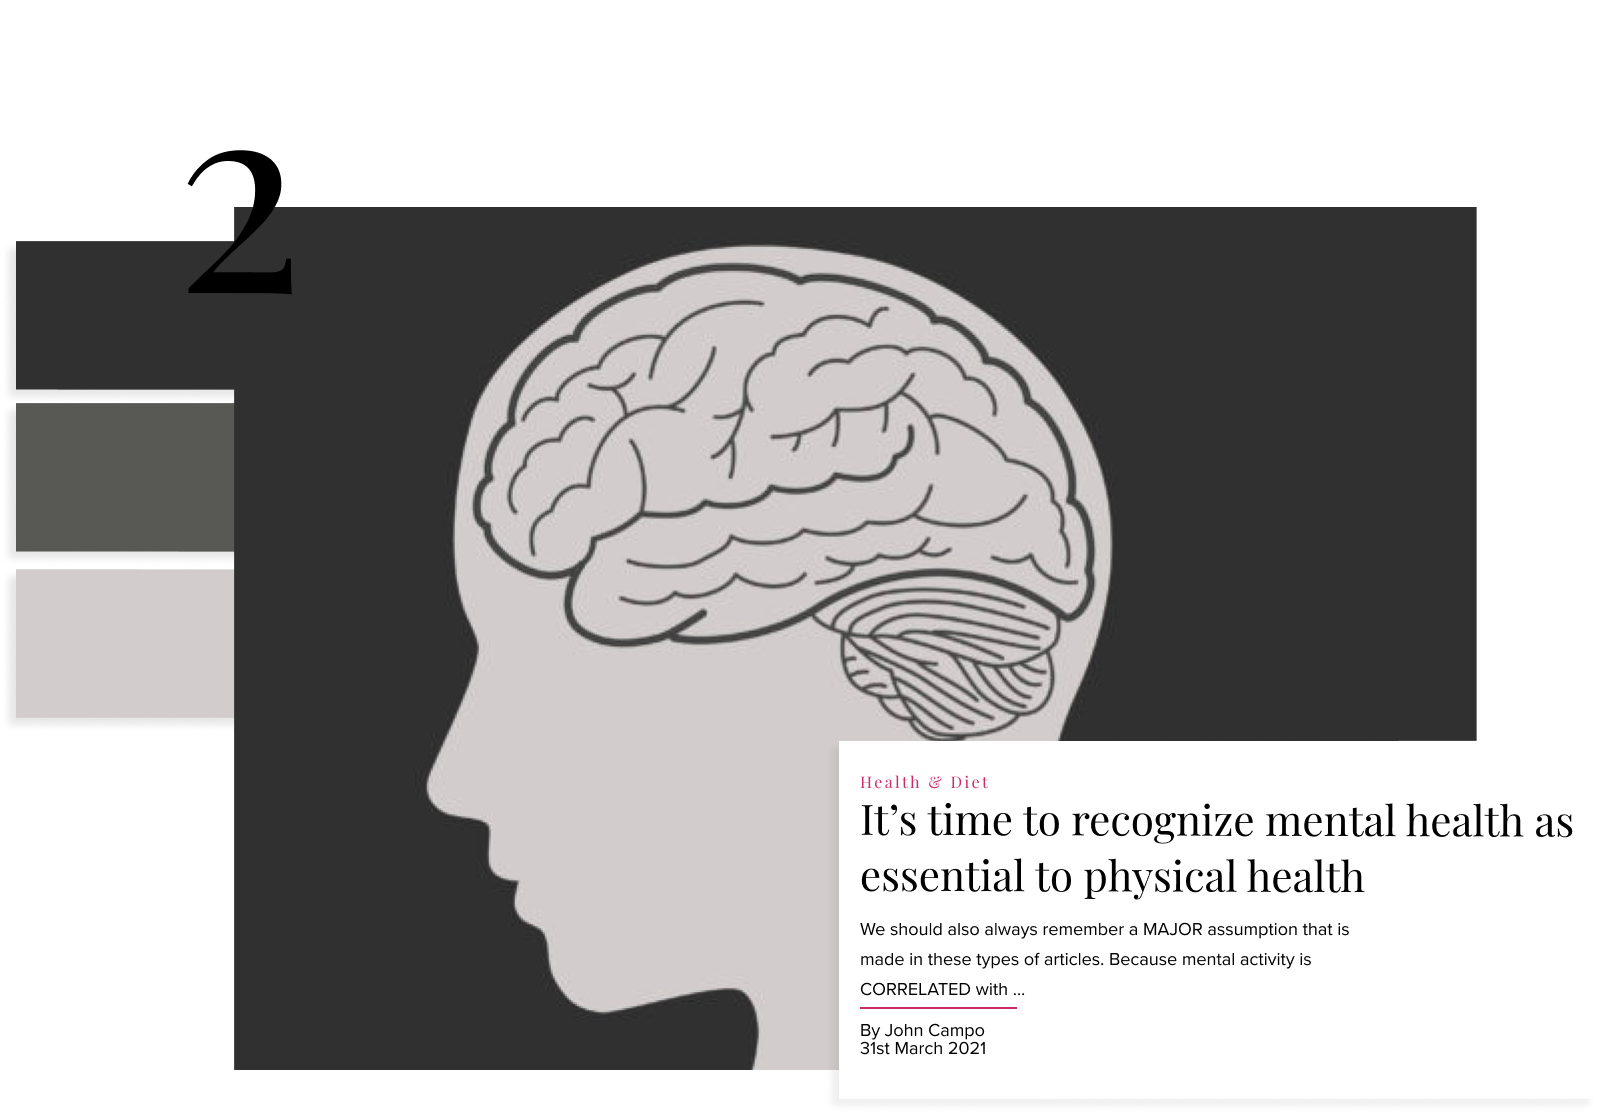 2
Health & Diet
It’s time to recognize mental health as
essential to physical health
We should also always remember a MAJOR assumption that is
made in these types of articles. Because mental activity is
CORRELATED with ...
By John Campo
31st March 2021